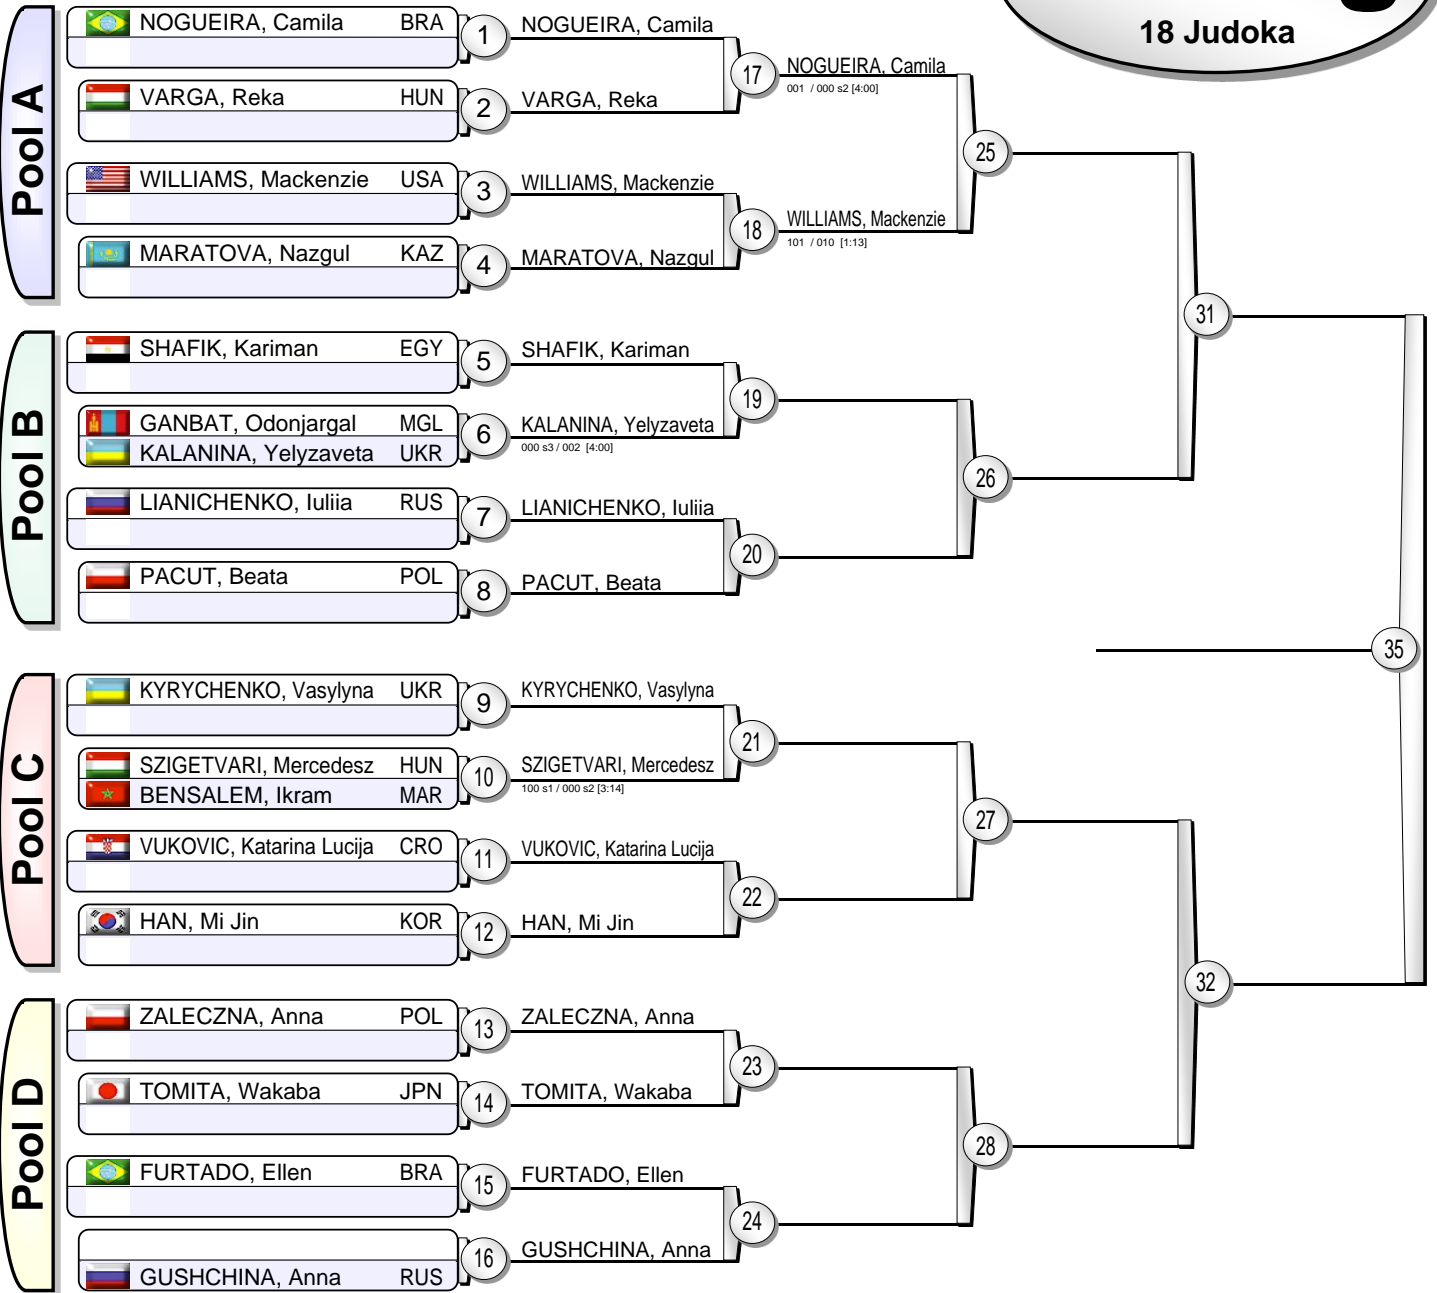 18 Judoka
Pool A
NOGUEIRA, Camila BRA 1 NOGUEIRA, Camila
17 NOGUEIRA, Camila
001 / 000 s2 [4:00]
VARGA, Reka HUN 2 VARGA, Reka
25
WILLIAMS, Mackenzie USA 3 WILLIAMS, Mackenzie
18 WILLIAMS, Mackenzie
101 / 010 [1:13]
MARATOVA, Nazgul KAZ 4 MARATOVA, Nazgul
31
Pool B
SHAFIK, Kariman EGY 5 SHAFIK, Kariman
19
GANBAT, Odonjargal MGL 6 KALANINA, Yelyzaveta
000 s3 / 002 [4:00]
KALANINA, Yelyzaveta UKR
26
LIANICHENKO, Iuliia RUS 7 LIANICHENKO, Iuliia
20
PACUT, Beata POL 8 PACUT, Beata
35
Pool C
KYRYCHENKO, Vasylyna UKR 9 KYRYCHENKO, Vasylyna
21
SZIGETVARI, Mercedesz HUN 10 SZIGETVARI, Mercedesz
100 s1 / 000 s2 [3:14]
BENSALEM, Ikram MAR
27
VUKOVIC, Katarina Lucija CRO 11 VUKOVIC, Katarina Lucija
22
HAN, Mi Jin KOR 12 HAN, Mi Jin
32
Pool D
ZALECZNA, Anna POL 13 ZALECZNA, Anna
23
TOMITA, Wakaba JPN 14 TOMITA, Wakaba
28
FURTADO, Ellen BRA 15 FURTADO, Ellen
24
16 GUSHCHINA, Anna
GUSHCHINA, Anna RUS